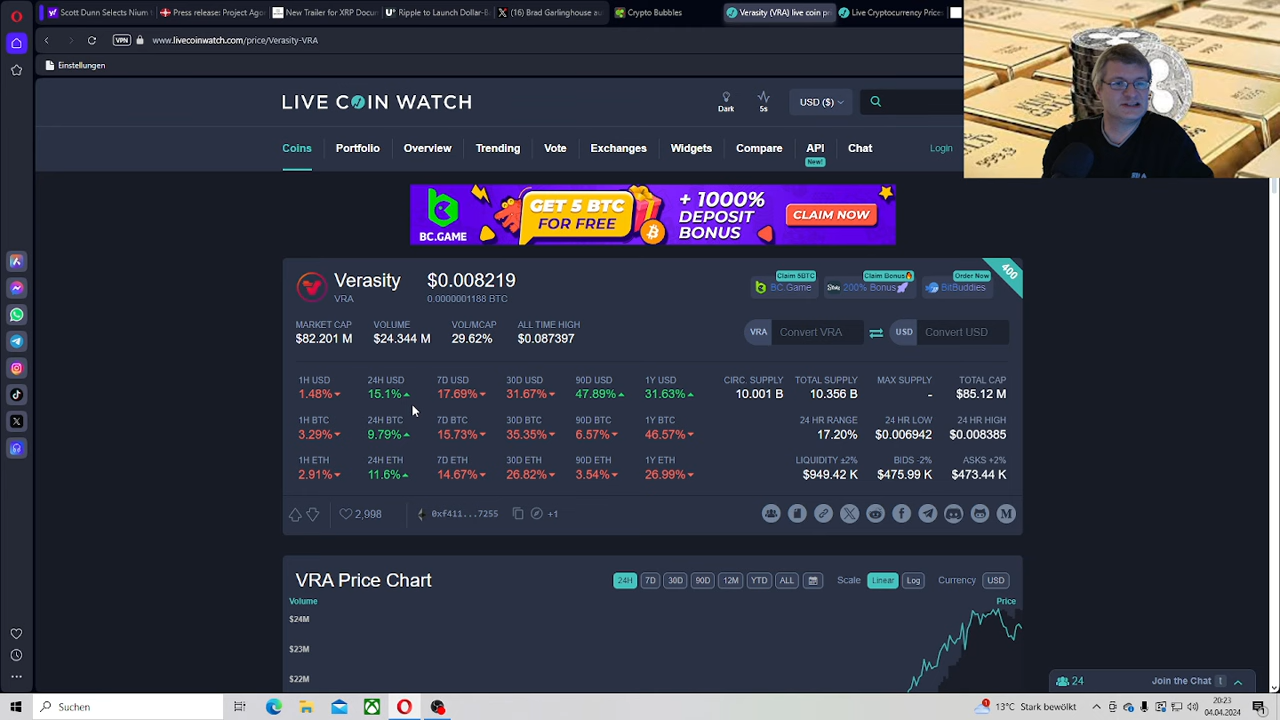 Scott Dunn Selects Nium t
Press release: Project Age
New Trailer for XRP Docum
Ripple to Launch Dollar-
(16) Brad Garlinghouse au
Crypto Bubbles
Verasity (VRA) live coin pr
Live Cryptocurrency Price
VPN www.livecoinwatch.com/price/Verasity-VRA
Einstellungen
LIVE COIN WATCH
Dark
5s
USD ($)
Coins Portfolio Overview Trending Vote Exchanges Widgets Compare API Chat Login
New!
BC.GAME
GET 5 BTC
FOR FREE
+ 1000%
DEPOSIT
BONUS
CLAIM NOW
Verasity $0.008219
VRA 0.0000001188 BTC
Claim 5BTC Claim Bonus Order Now
BC.Game 200% Bonus BitBuddies
400
MARKET CAP VOLUME VOL/MCAP ALL TIME HIGH
$82.201 M $24.344 M 29.62% $0.087397
VRA Convert VRA USD Convert USD
1H USD 24H USD 7D USD 30D USD 90D USD 1Y USD CIRC. SUPPLY TOTAL SUPPLY MAX SUPPLY TOTAL CAP
1.48% 15.1% 17.69% 31.67% 47.89% 31.63% 10.001 B 10.356 B - $85.12 M
1H BTC 24H BTC 7D BTC 30D BTC 90D BTC 1Y BTC 24 HR RANGE 24 HR LOW 24 HR HIGH
3.29% 9.79% 15.73% 35.35% 6.57% 46.57% 17.20% $0.006942 $0.008385
1H ETH 24H ETH 7D ETH 30D ETH 90D ETH 1Y ETH LIQUIDITY ±2% BIDS -2% ASKS +2%
2.91% 11.6% 14.67% 26.82% 3.54% 26.99% $949.42 K $475.99 K $473.44 K
2,998 0xf411...7255 +1
VRA Price Chart
24H 7D 30D 90D 12M YTD ALL Scale Linear Log Currency USD
Volume Price
$24M
$23M
$22M
24 Join the Chat t
Suchen
13°C Stark bewölkt
20:23
04.04.2024